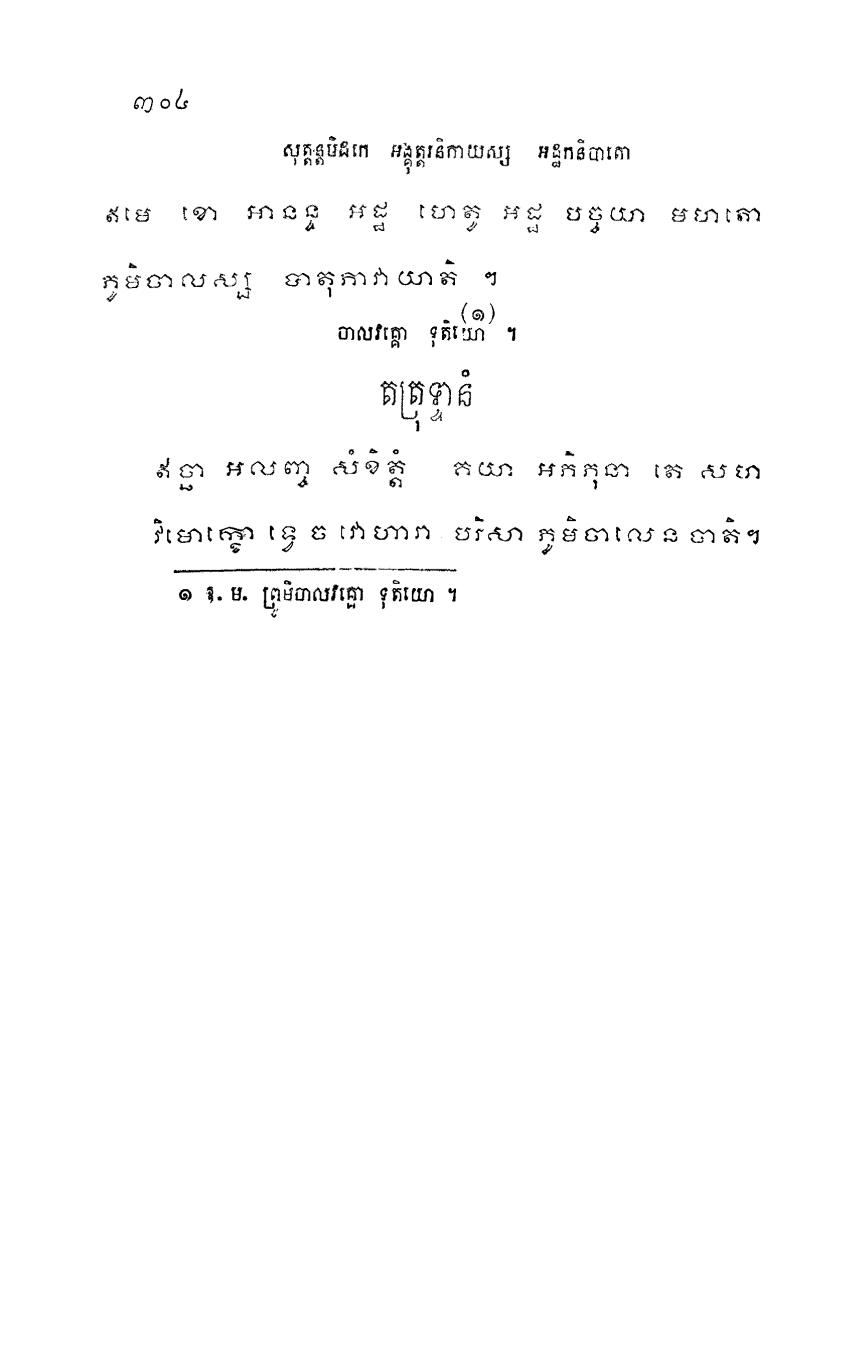 ៣០៤
សុត្តន្តបិដកេ អង្គុត្តរនិកាយស្ស អដ្ឋកនិបាតោ
ឥមេ ខោ អានន្ទ អដ្ឋ ហេតូ អដ្ឋ បច្ចយា មហតោ
ភូមិចាលស្ស បាតុភាវាយាតិ ។
ចាលវគ្គោ ទុតិយោ (១) ។
តត្រុទ្ទានំ
ឥច្ឆា អលញ្ច សំខិត្តំ គយា អភិភុនា តេ សហ
វិមោក្ខោ ទ្វេ ច វោហារា បរិសា ភូមិចាលេន ចាតិ។
១ ឱ. ម. ភូមិចាលវគ្គោ ទុតិយោ ។